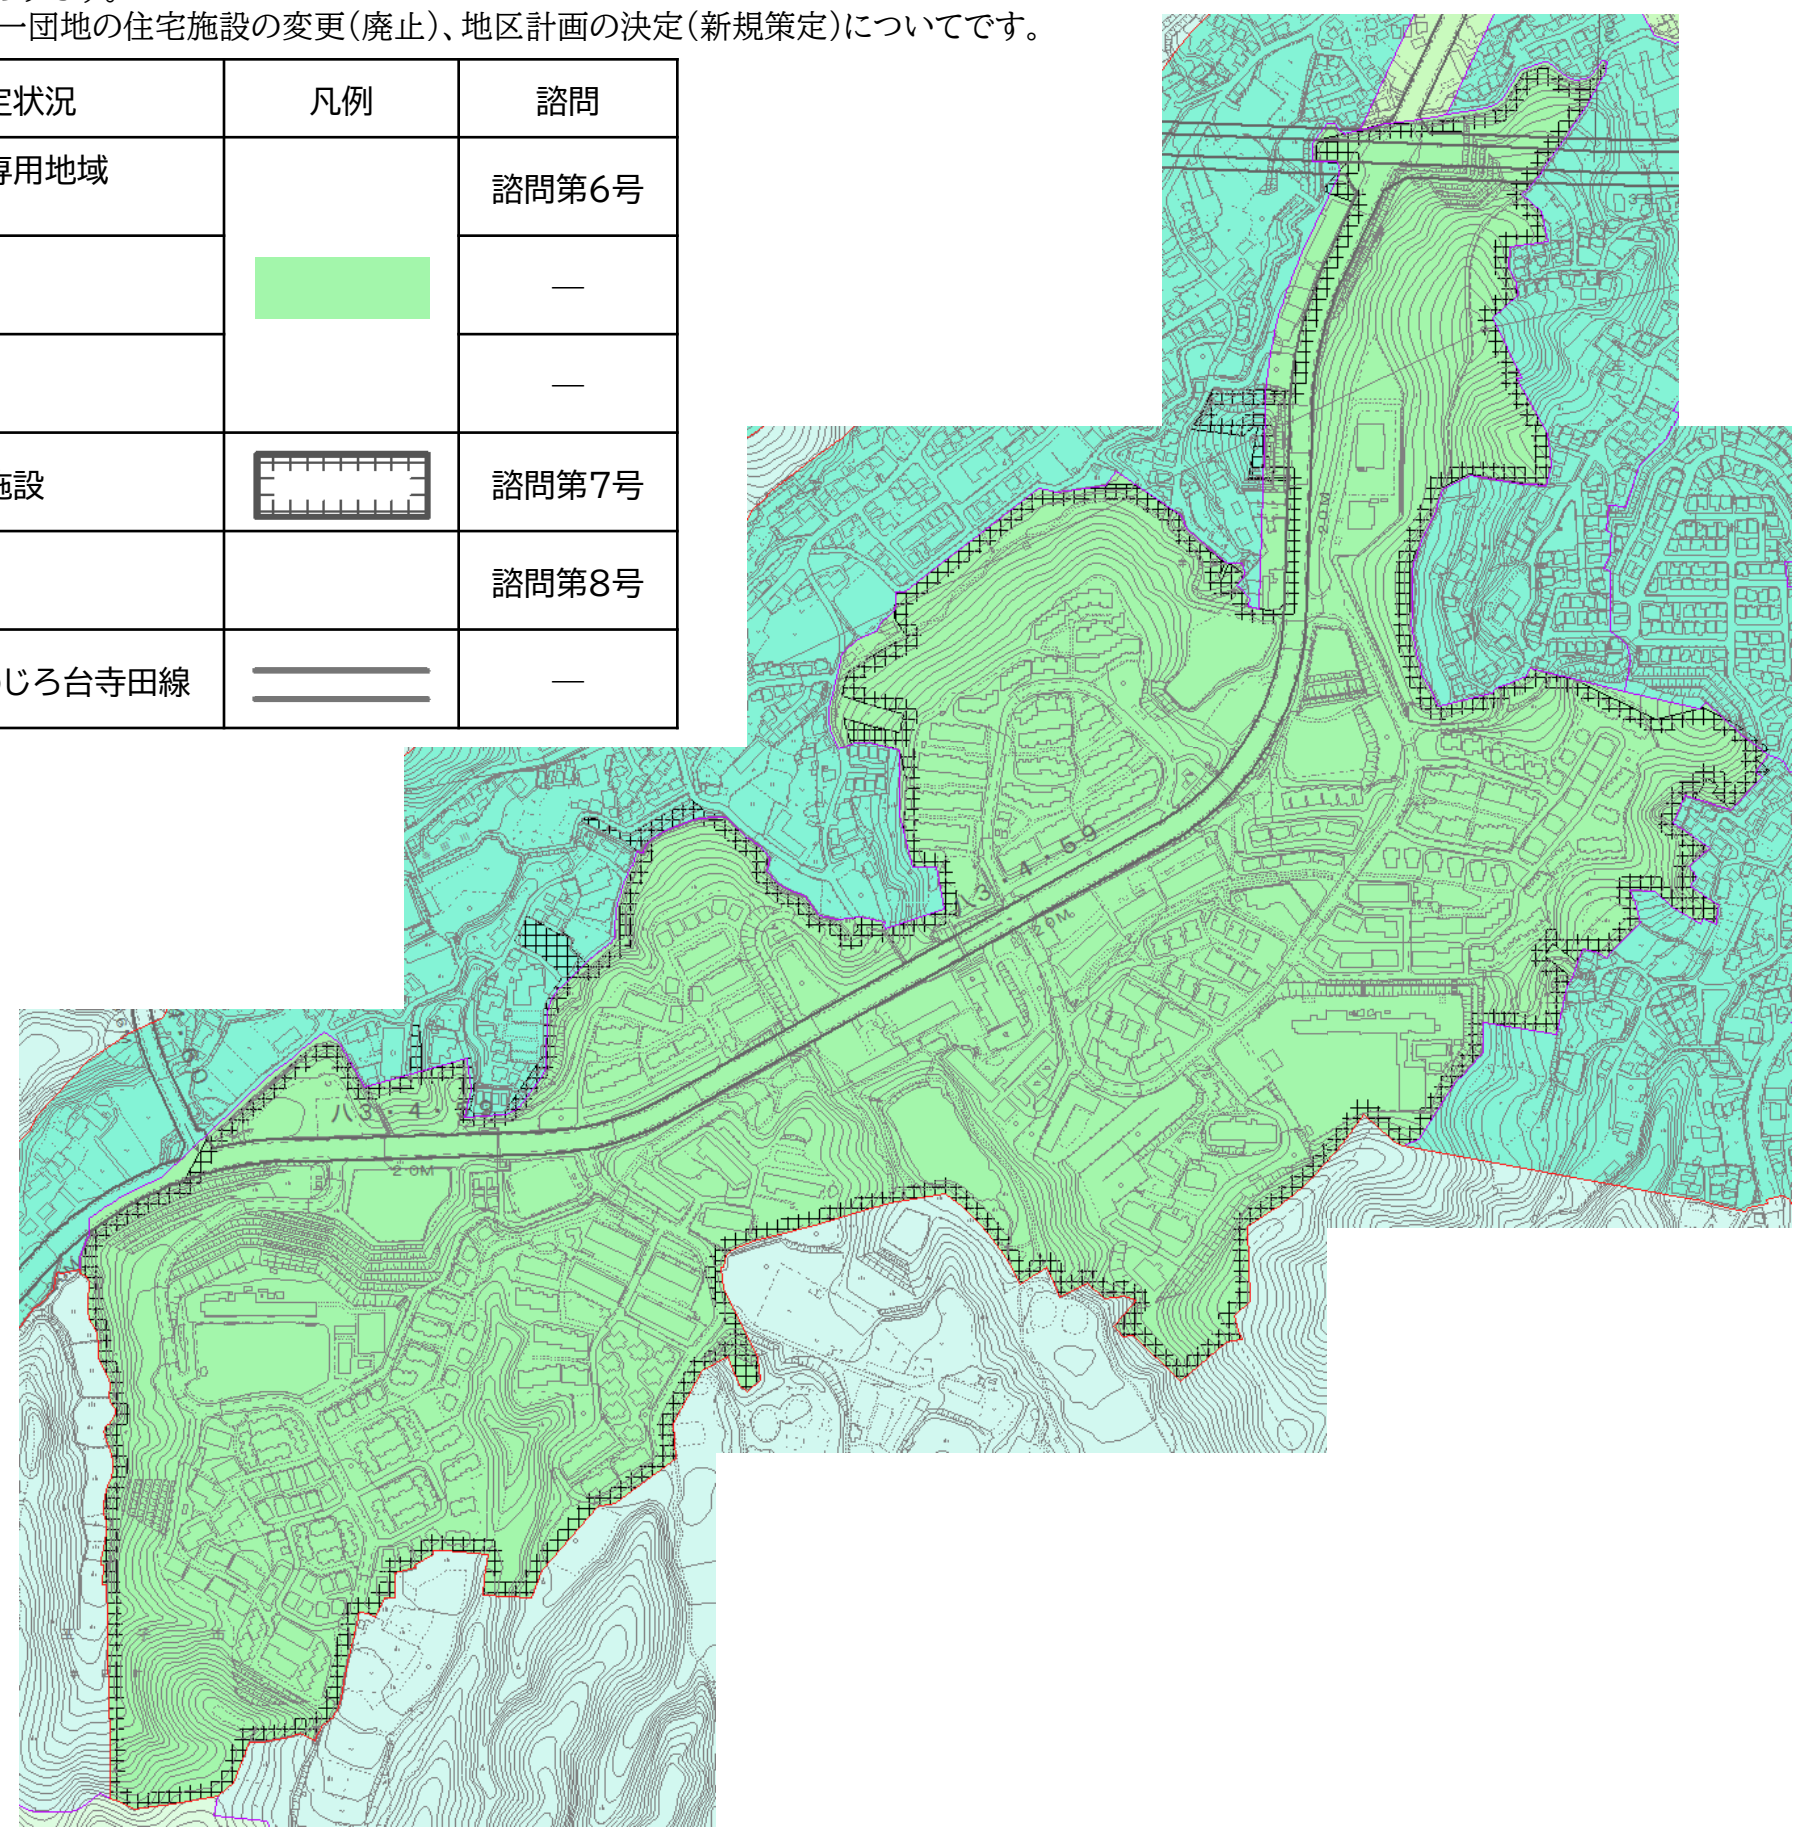 一団地の住宅施設の変更(廃止)、地区計画の決定(新規策定)についてです。
定状況 凡例 諮問
専用地域 諮問第6号
―
―
施設 諮問第7号
諮問第8号
じろ台寺田線 ―
20M
八3・4・59
20M
八3・4・59
20M